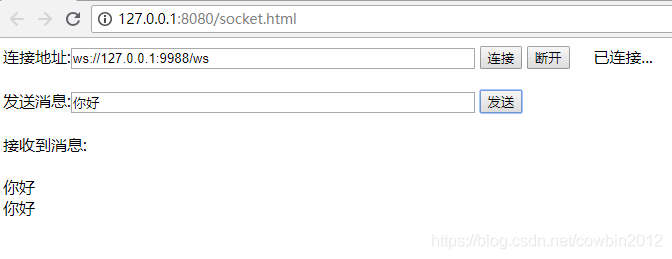 127.0.0.1:8080/socket.html
连接地址:ws://127.0.0.1:9988/ws 连接 断开 已连接...
发送消息:你好 发送
接收到消息:
你好
你好
https://blog.csdn.net/cowbin2012